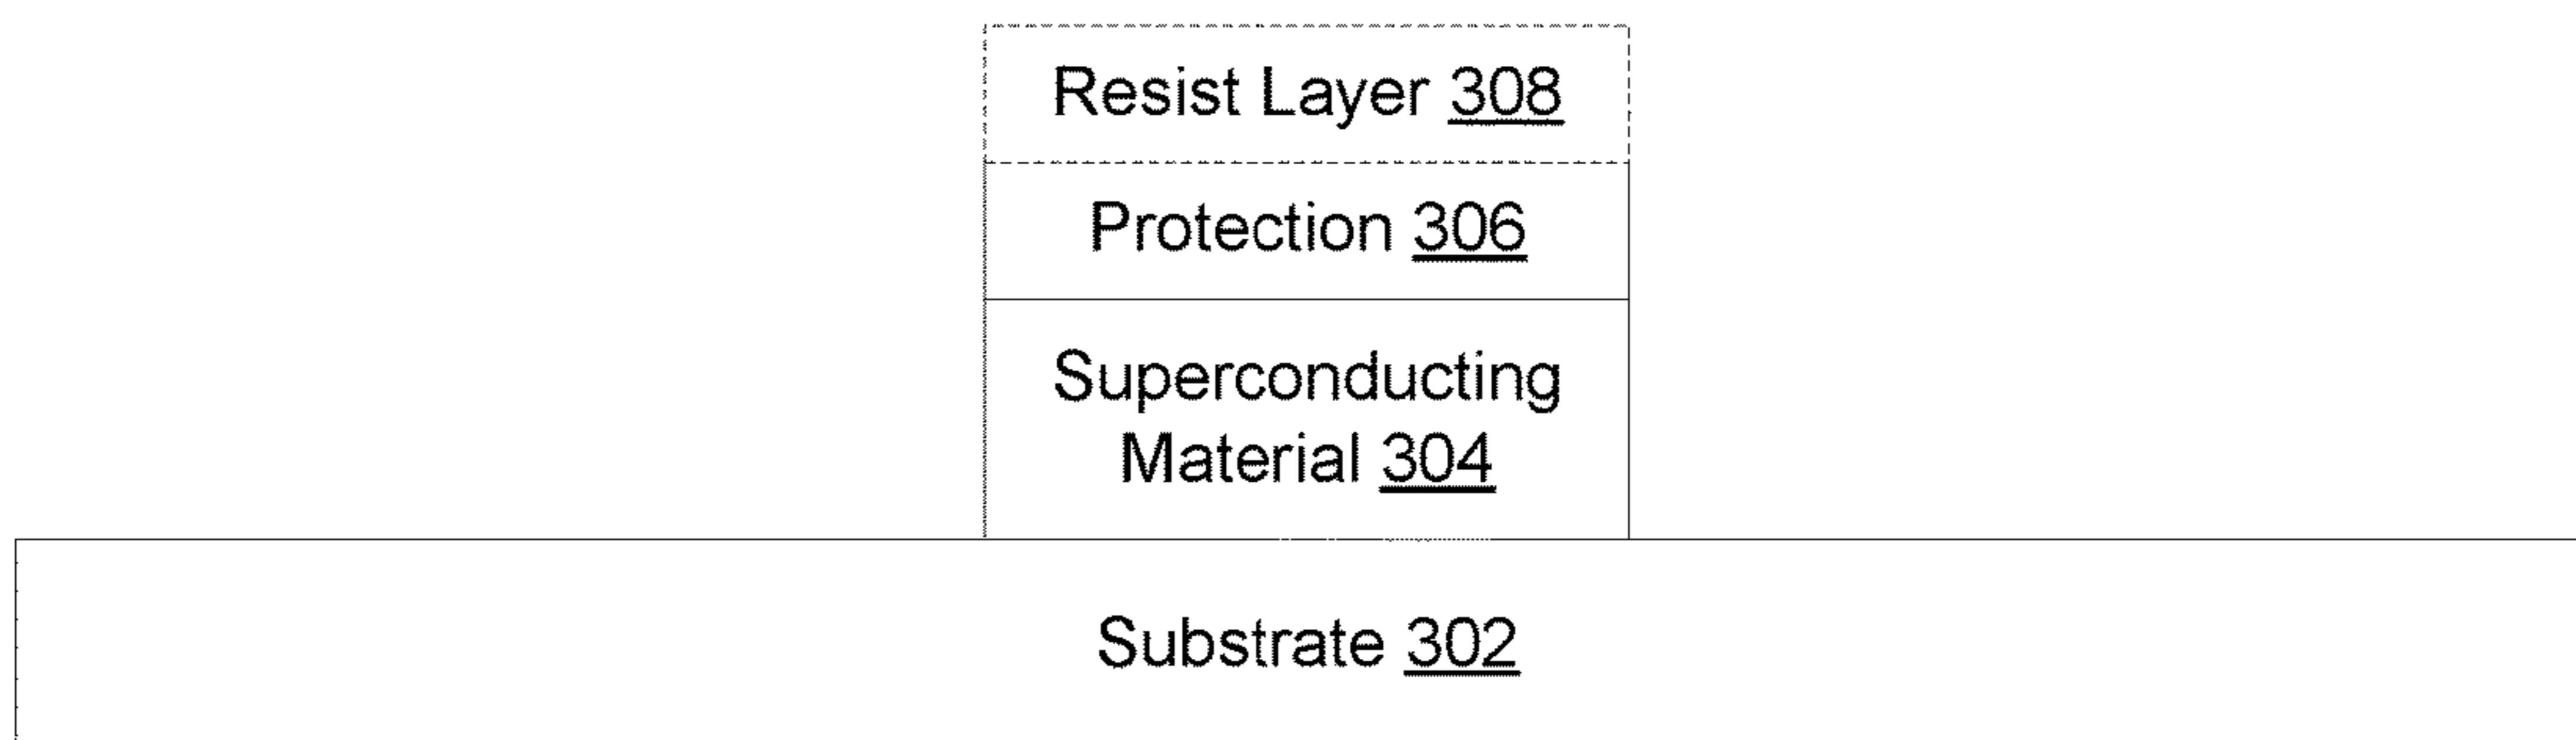 Resist Layer 308
Protection 306
Superconducting
Material 304
Substrate 302